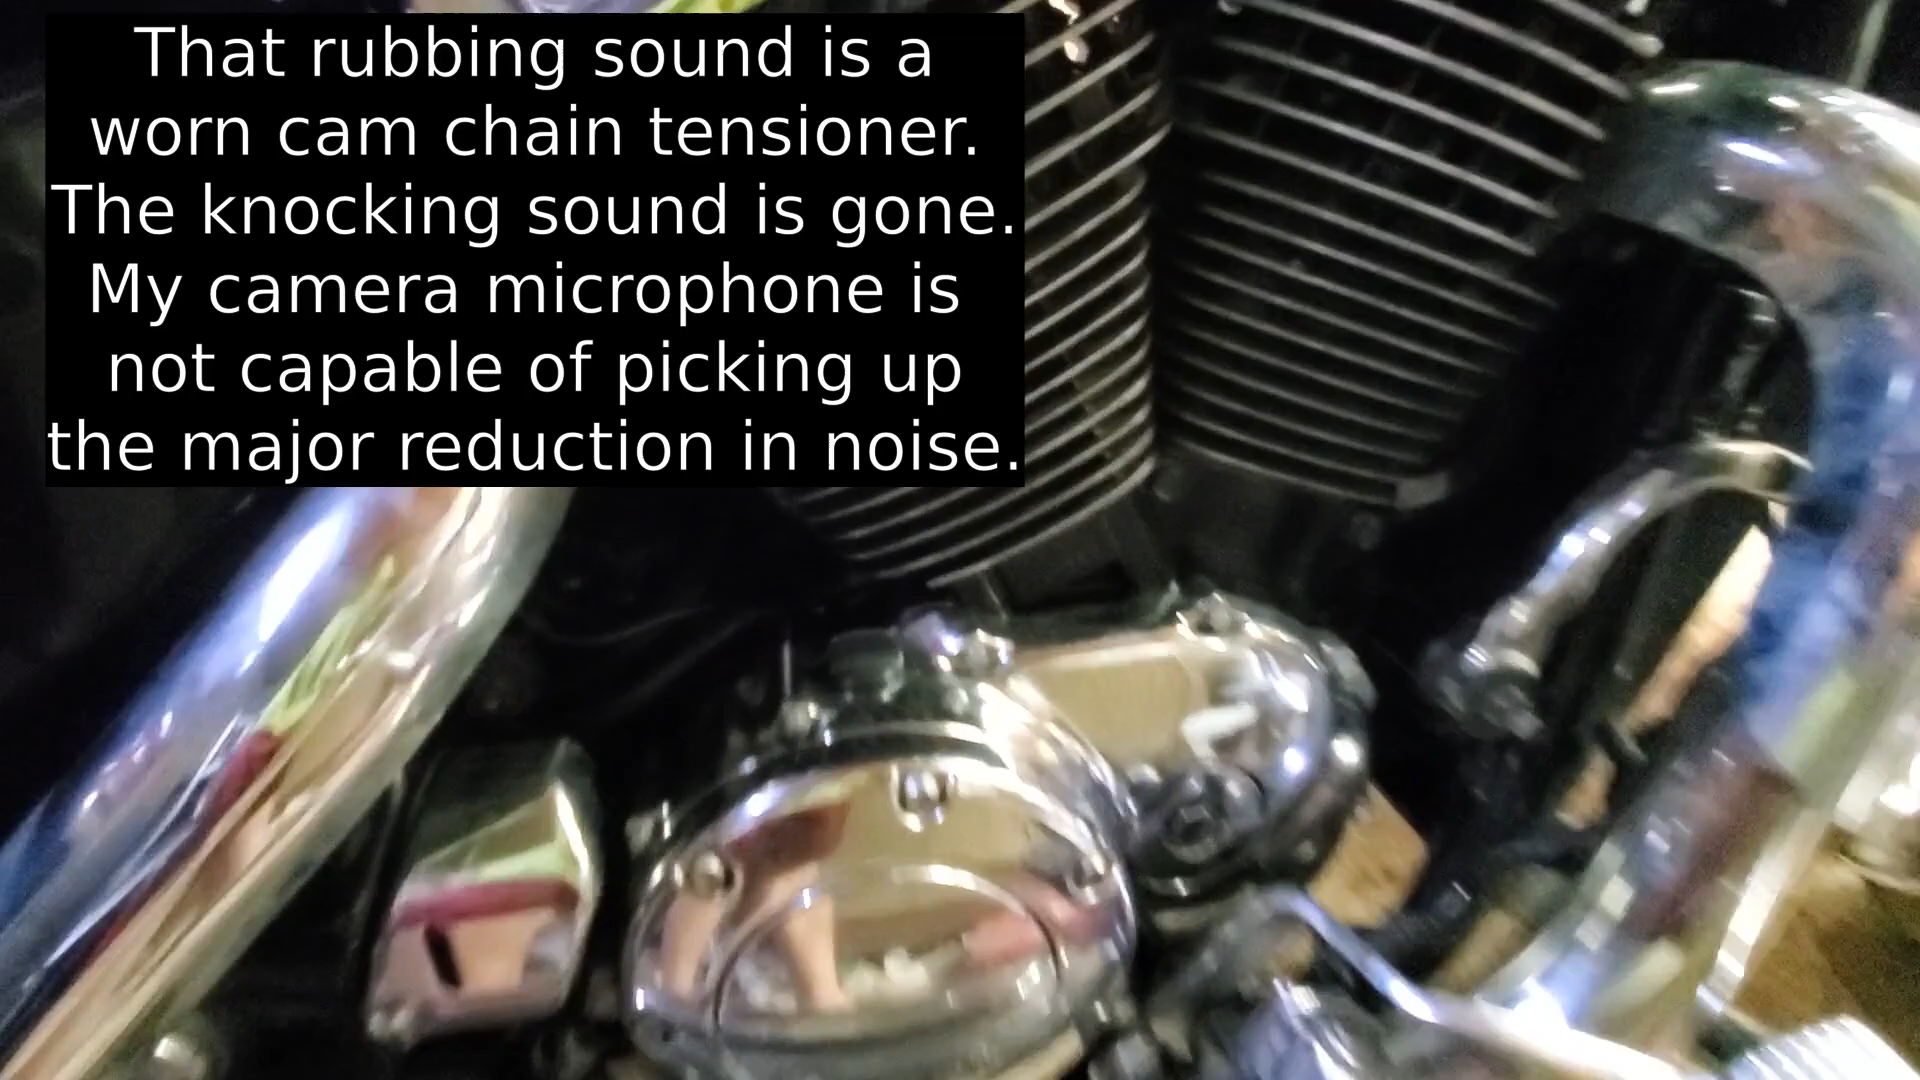 That rubbing sound is a
worn cam chain tensioner.
The knocking sound is gone.
My camera microphone is
not capable of picking up
the major reduction in noise.